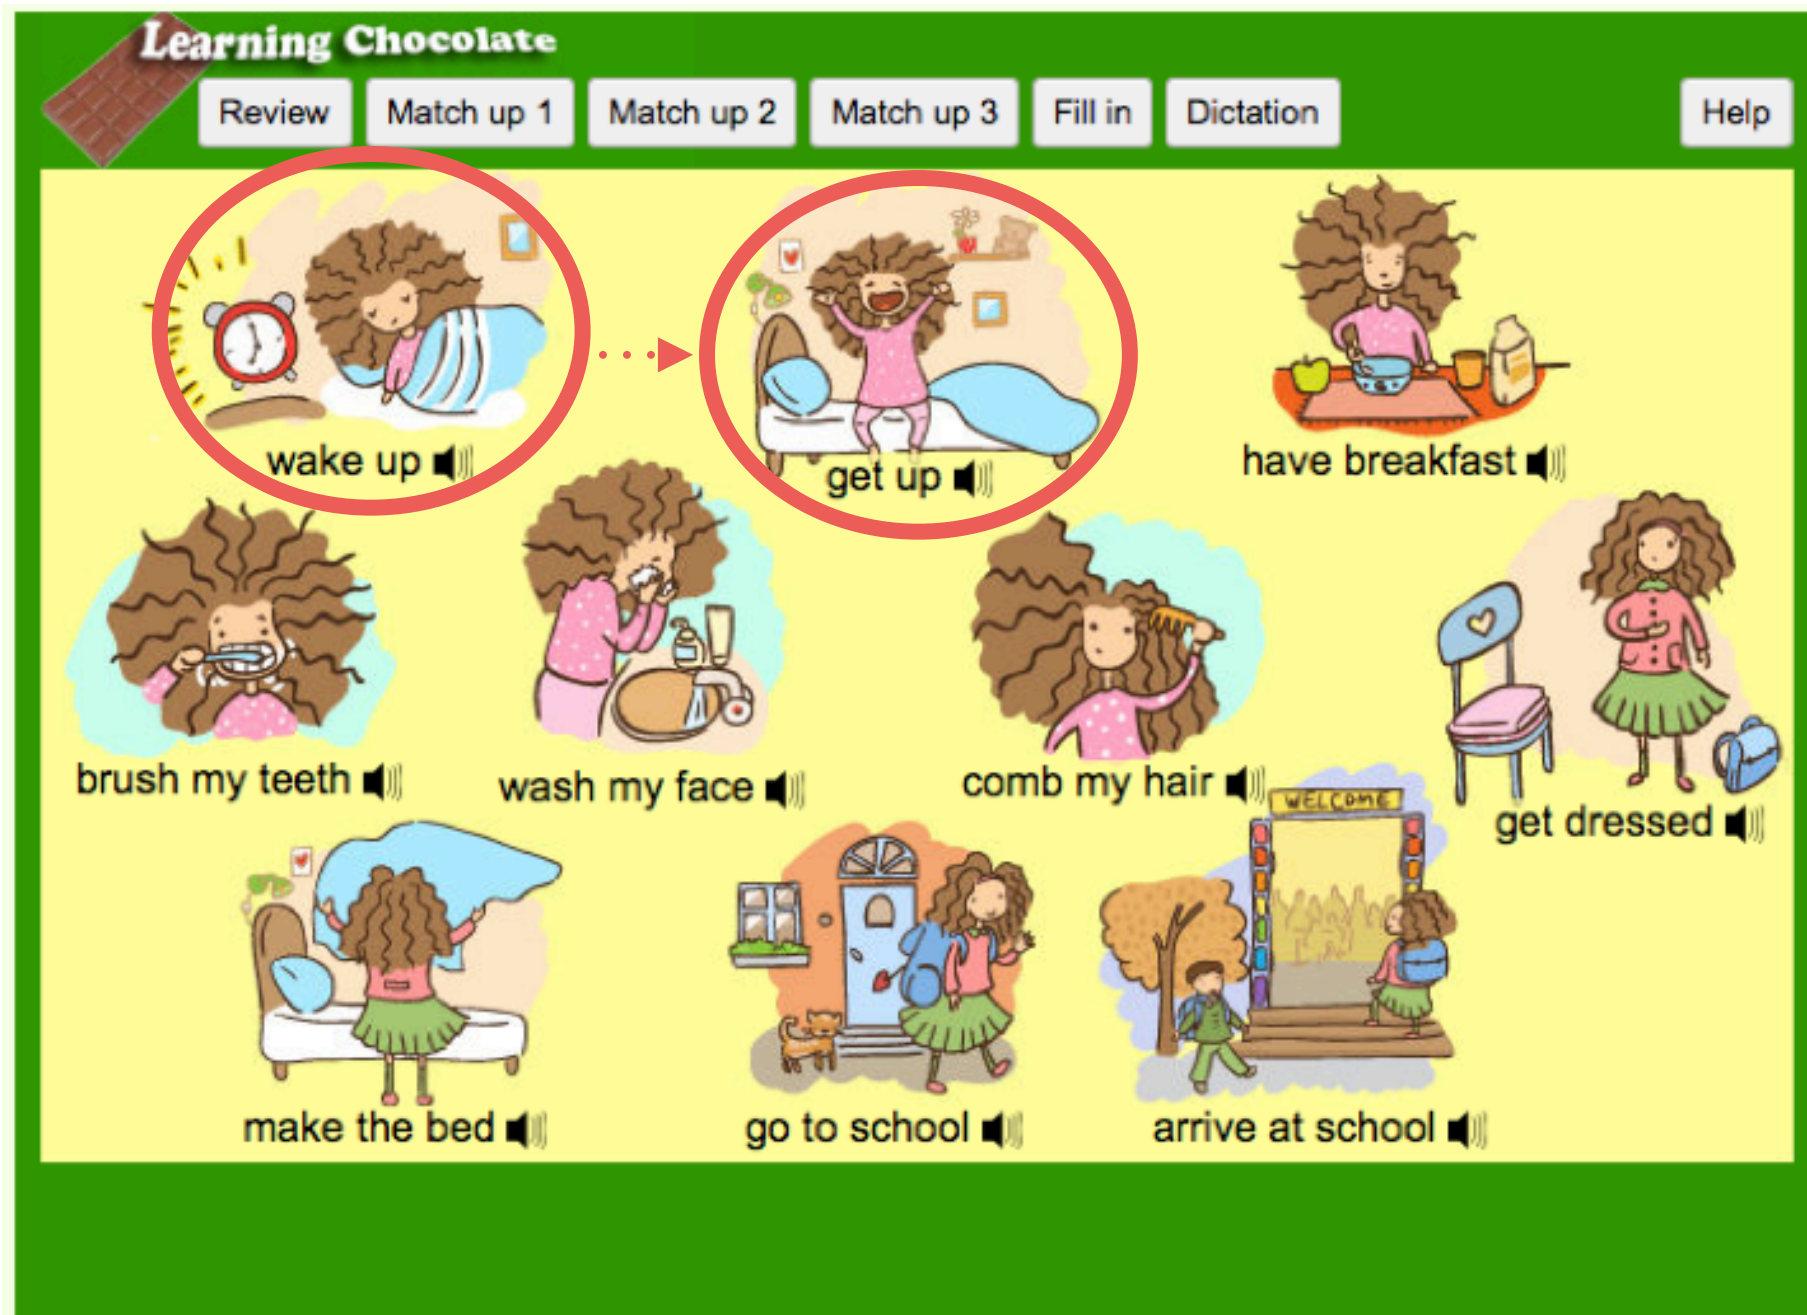 Learning Chocolate
Review Match up 1 Match up 2 Match up 3 Fill in Dictation Help
wake up get up have breakfast
brush my teeth wash my face comb my hair get dressed
WELCOME
make the bed go to school arrive at school